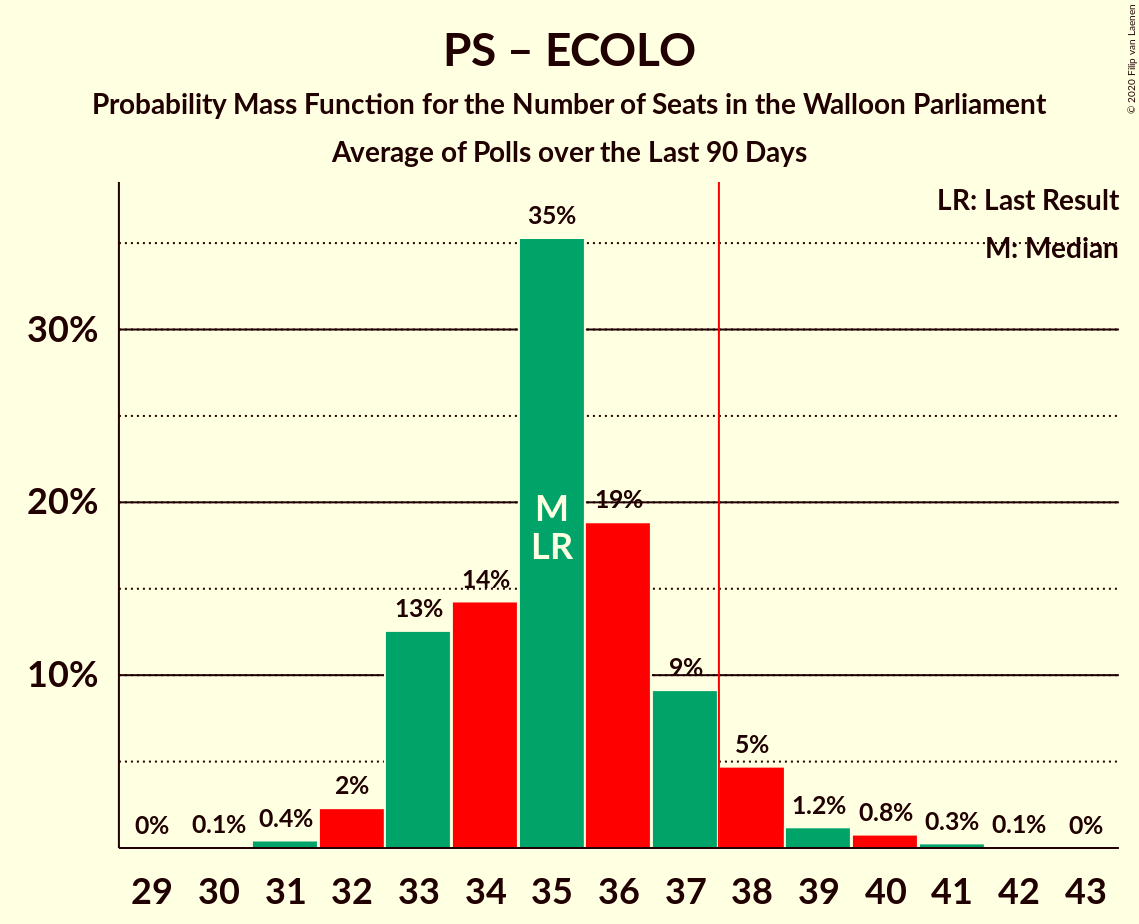 PS – ECOLO
Probability Mass Function for the Number of Seats in the Walloon Parliament
Average of Polls over the Last 90 Days
© 2020 Filip van Laenen
LR: Last Result
M: Median
30%
20%
10%
0%
0.1%
0.4%
2%
13%
14%
35%
M
LR
19%
9%
5%
1.2%
0.8%
0.3%
0.1%
0%
29 30 31 32 33 34 35 36 37 38 39 40 41 42 43